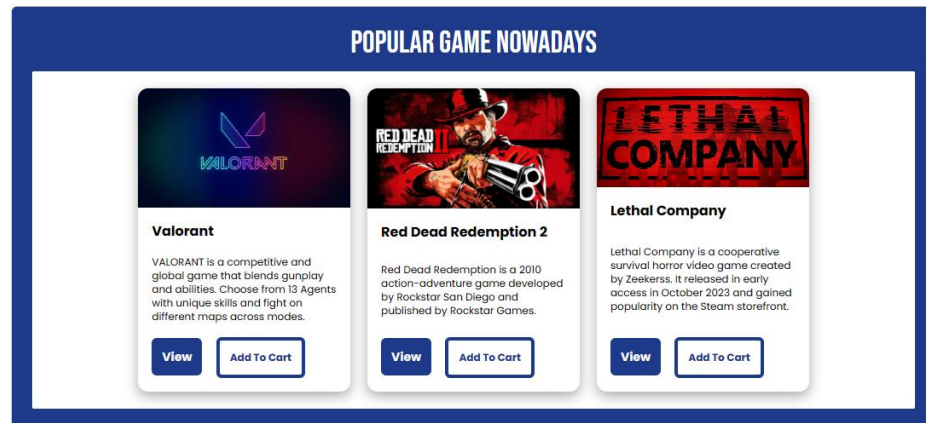 POPULAR GAME NOWADAYS
VALORANT
Valorant
VALORANT is a competitive and
global game that blends gunplay
and abilities. Choose from 13 Agents
with unique skills and fight on
different maps across modes.
View
Add To Cart
RED DEAD
REDEMPTION II
Red Dead Redemption 2
Red Dead Redemption is a 2010
action-adventure game developed
by Rockstar San Diego and
published by Rockstar Games.
View
Add To Cart
LETHAL
COMPANY
Lethal Company
Lethal Company is a cooperative
survival horror video game created
by Zeekerss. It released in early
access in October 2023 and gained
popularity on the Steam storefront.
View
Add To Cart